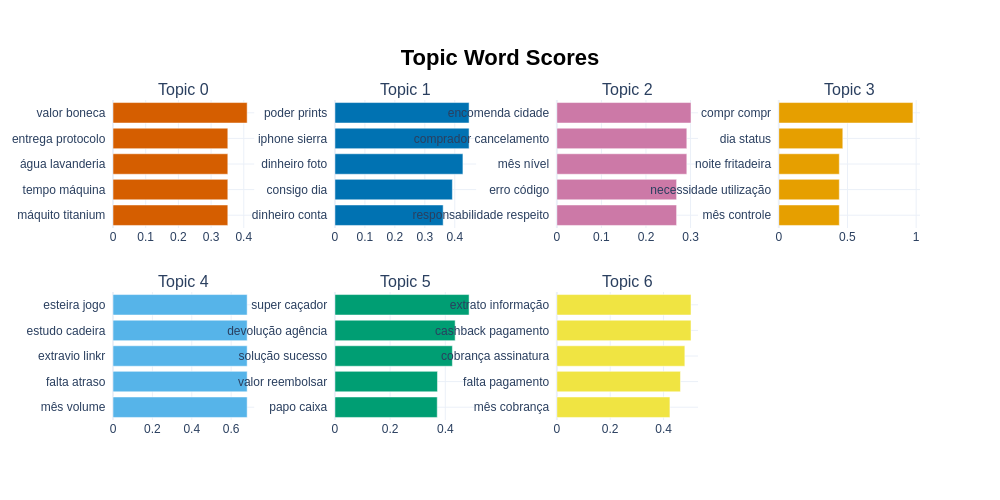 Topic Word Scores
Topic 0
valor boneca
entrega protocolo
água lavanderia
tempo máquina
máquito titanium
0 0.1 0.2 0.3 0.4
Topic 1
poder prints
iphone sierra
dinheiro foto
consigo dia
dinheiro conta
0 0.1 0.2 0.3 0.4
Topic 2
encomenda cidade
comprador cancelamento
mês nível
erro código
responsabilidade respeito
0 0.1 0.2 0.3
Topic 3
compr compr
dia status
noite fritadeira
necessidade utilização
mês controle
0 0.5 1
Topic 4
esteira jogo
estudo cadeira
extravio linkr
falta atraso
mês volume
0 0.2 0.4 0.6
Topic 5
super caçador
devolução agência
solução sucesso
valor reembolsar
papo caixa
0 0.2 0.4
Topic 6
extrato informação
cashback pagamento
cobrança assinatura
falta pagamento
mês cobrança
0 0.2 0.4